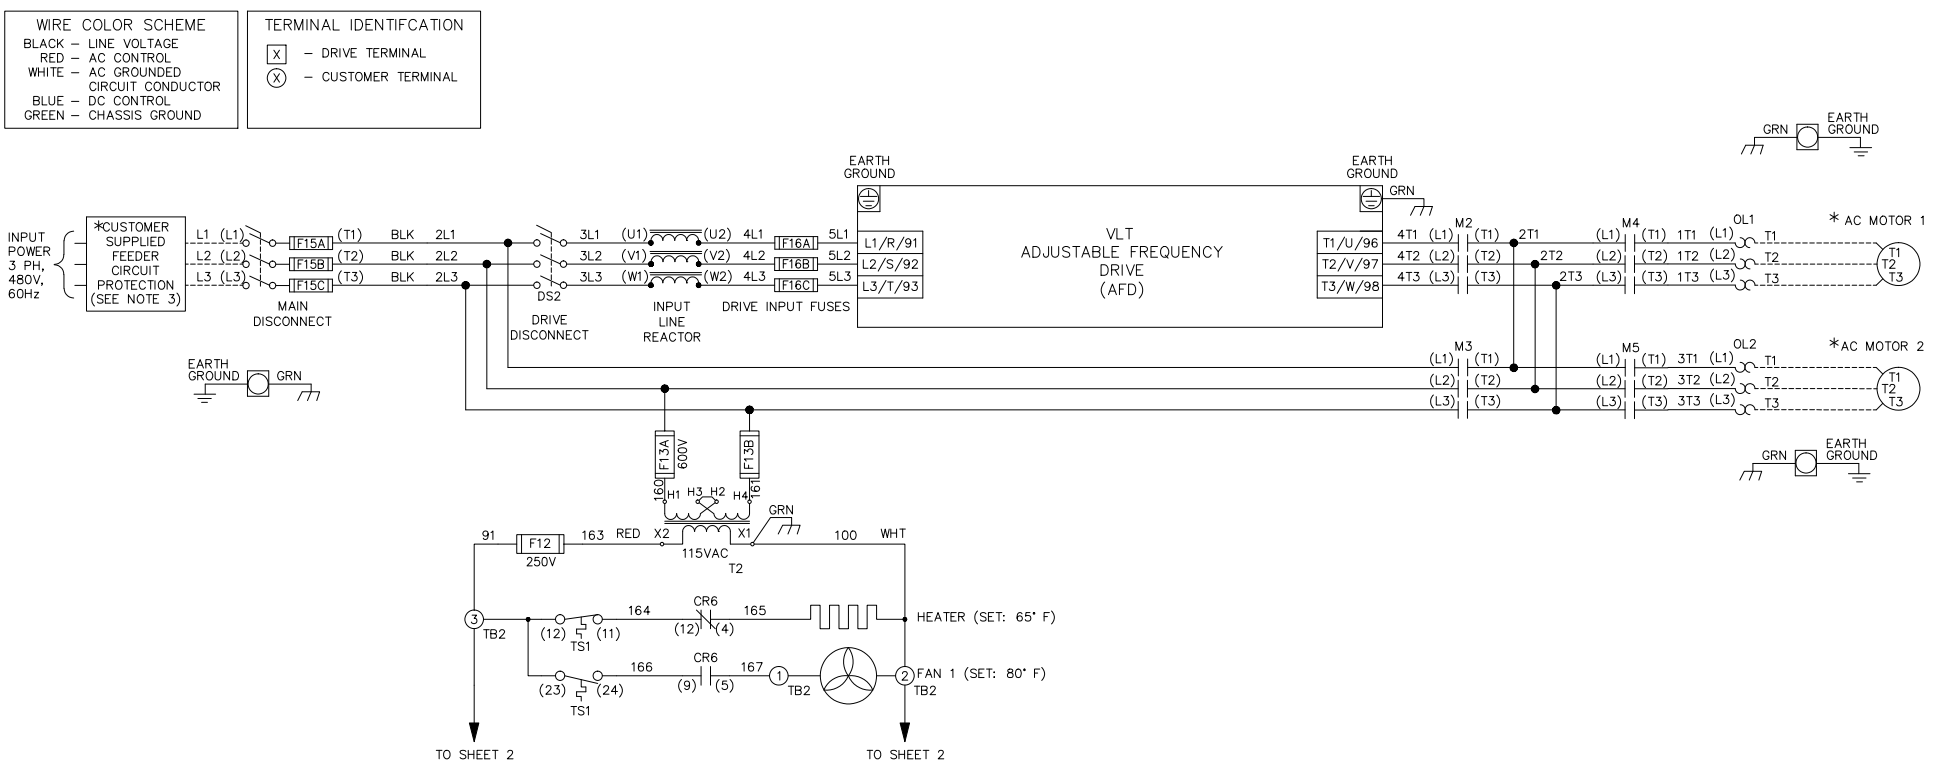 WIRE COLOR SCHEME
BLACK – LINE VOLTAGE
RED – AC CONTROL
WHITE – AC GROUNDED
CIRCUIT CONDUCTOR
BLUE – DC CONTROL
GREEN – CHASSIS GROUND
TERMINAL IDENTIFCATION
X – DRIVE TERMINAL
X – CUSTOMER TERMINAL
GRN
EARTH
GROUND
INPUT
POWER
3 PH,
480V,
60Hz
*CUSTOMER
SUPPLIED
FEEDER
CIRCUIT
PROTECTION
(SEE NOTE 3)
L1 (L1) F15A (T1) BLK 2L1
L2 (L2) F15B (T2) BLK 2L2
L3 (L3) F15C (T3) BLK 2L3
MAIN
DISCONNECT
DS2
DRIVE
DISCONNECT
3L1 (U1) (U2) 4L1 F16A 5L1
3L2 (V1) (V2) 4L2 F16B 5L2
3L3 (W1) (W2) 4L3 F16C 5L3
INPUT
LINE
REACTOR
DRIVE INPUT FUSES
EARTH
GROUND
L1/R/91
L2/S/92
L3/T/93
VLT
ADJUSTABLE FREQUENCY
DRIVE
(AFD)
EARTH
GROUND
GRN
T1/U/96
T2/V/97
T3/W/98
M2
M4
OL1
* AC MOTOR 1
4T1 (L1) (T1) 2T1 (L1) (T1) 1T1 (L1) T1
4T2 (L2) (T2) 2T2 (L2) (T2) 1T2 (L2) T2
4T3 (L3) (T3) 2T3 (L3) (T3) 1T3 (L3) T3
T1
T2
T3
M3
M5
OL2
*AC MOTOR 2
(L1) (T1) (L1) (T1) 3T1 (L1) T1
(L2) (T2) (L2) (T2) 3T2 (L2) T2
(L3) (T3) (L3) (T3) 3T3 (L3) T3
T1
T2
T3
EARTH
GROUND
GRN
GRN
EARTH
GROUND
F13A
600V
F13B
160
161
H1 H3 H2 H4
GRN
91 F12 163 RED X2 X1 100 WHT
250V
115VAC
T2
3
TB2
(12) (11)
TS1
164
CR6
(12) (4)
165
HEATER (SET: 65° F)
(23) (24)
TS1
166
CR6
(9) (5)
167
1
TB2
2
TB2
FAN 1 (SET: 80° F)
TO SHEET 2
TO SHEET 2